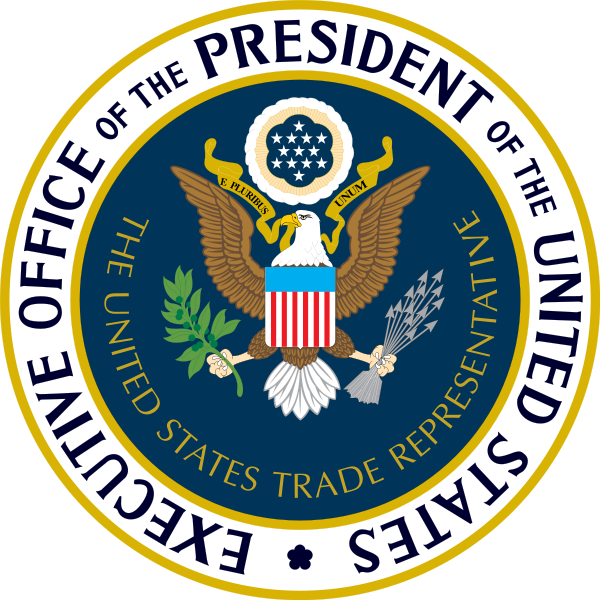 EXECUTIVE OFFICE OF THE PRESIDENT OF THE UNITED STATES
E PLURIBUS UNUM
THE UNITED STATES TRADE REPRESENTATIVE